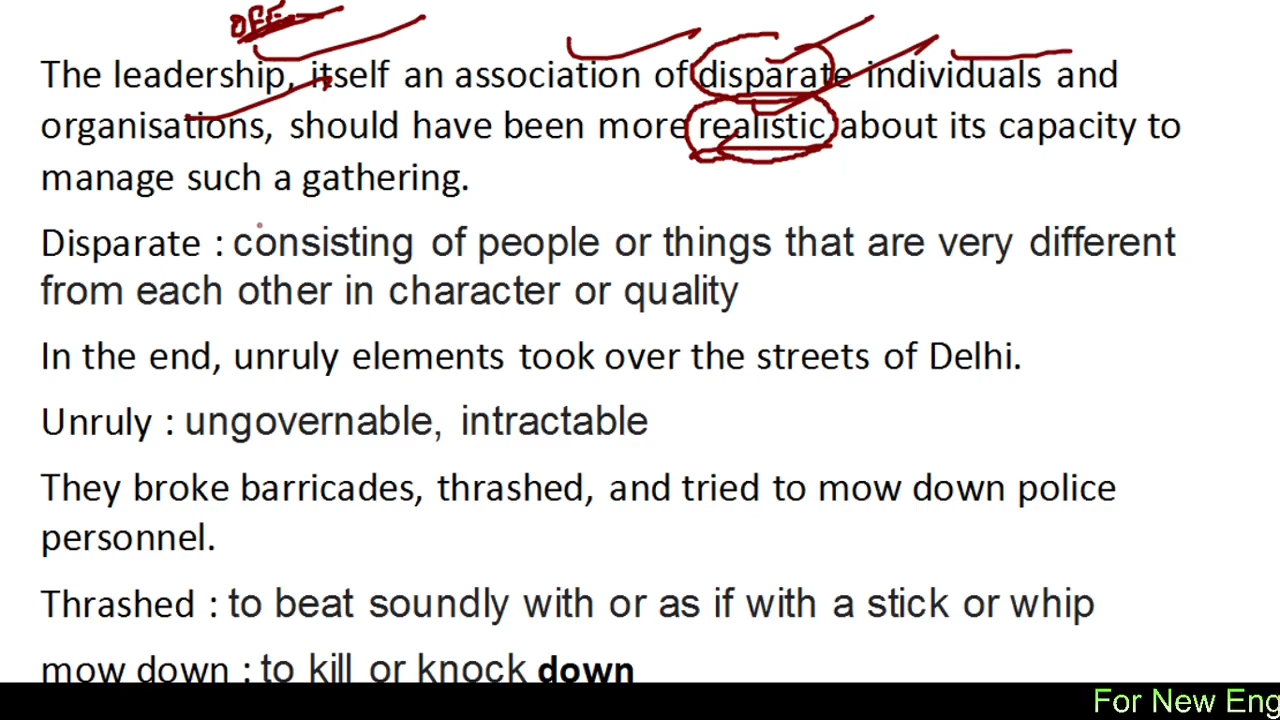 OFF
The leadership, itself an association of disparate individuals and
organisations, should have been more realistic about its capacity to
manage such a gathering.
Disparate : consisting of people or things that are very different
from each other in character or quality
In the end, unruly elements took over the streets of Delhi.
Unruly : ungovernable, intractable
They broke barricades, thrashed, and tried to mow down police
personnel.
Thrashed : to beat soundly with or as if with a stick or whip
mow down : to kill or knock down
For New Eng